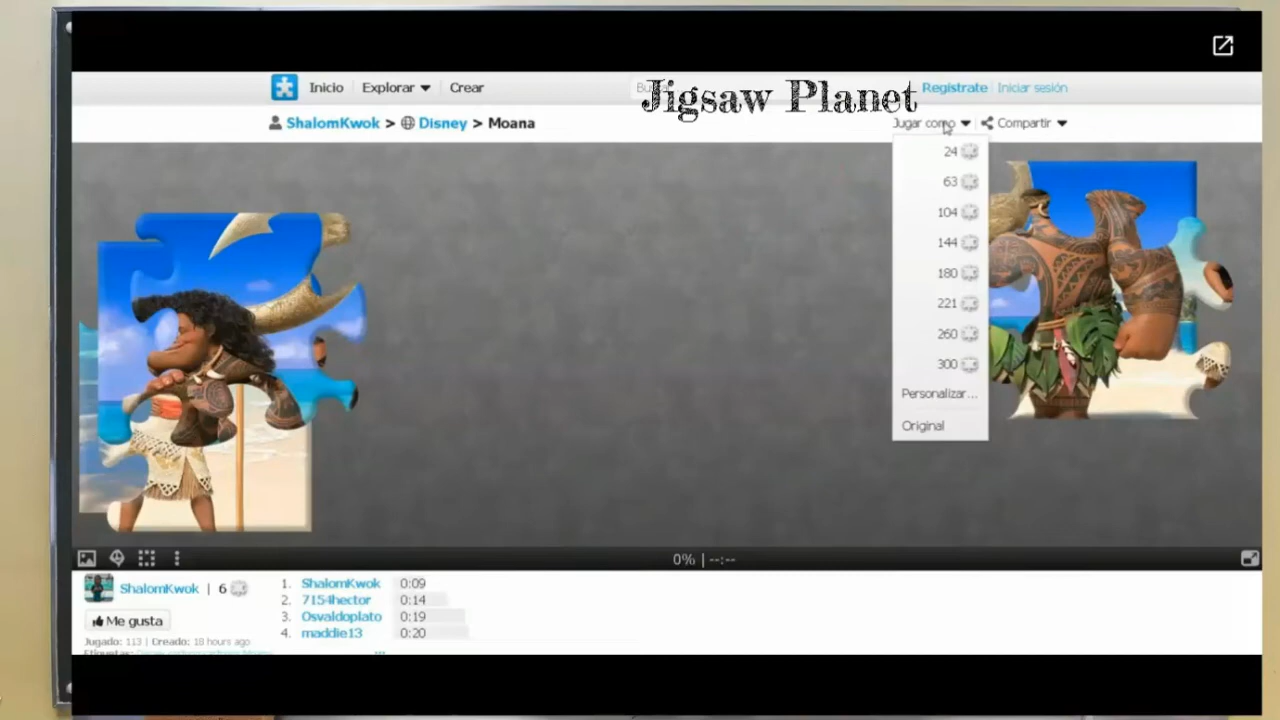 Inicio Explorar Crear Jigsaw Planet Regístrate Iniciar sesión
ShalomKwok > Disney > Moana
Jugar como Compartir
24
63
104
144
180
221
260
300
Personalizar...
Original
0% | --:--
ShalomKwok | 6
Me gusta
Jugado: 113 | Creado: 18 hours ago
1. ShalomKwok 0:09
2. 7154hector 0:14
3. Osvaldoplato 0:19
4. maddie13 0:20